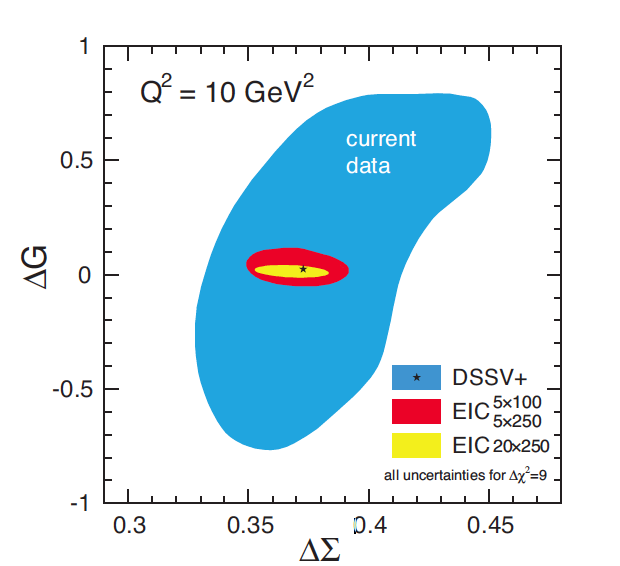 1
Q² = 10 GeV²
current
data
0.5
ΔG
0
-0.5
DSSV+
EIC 5×100
5×250
EIC 20×250
all uncertainties for Δχ²=9
-1
0.3 0.35 0.4 0.45
ΔΣ